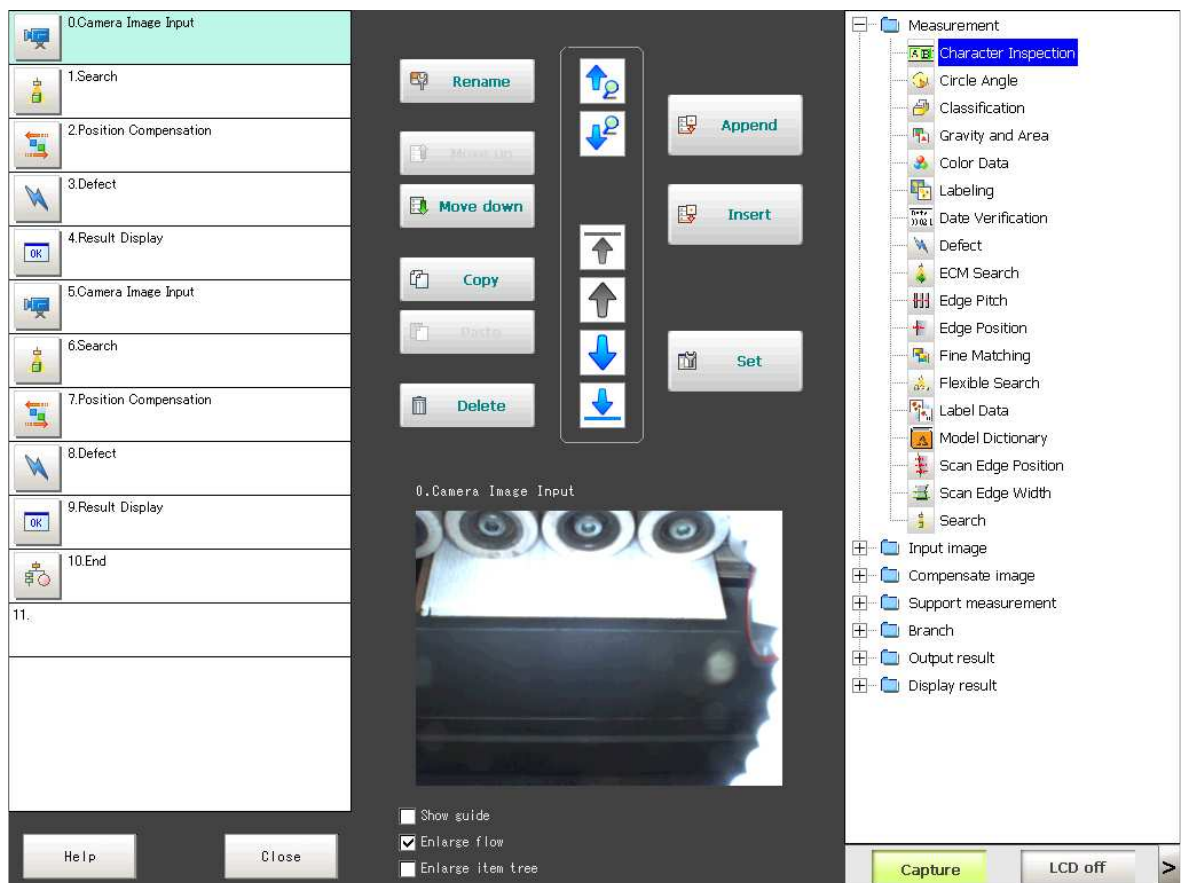 0.Camera Image Input
1.Search
2.Position Compensation
3.Defect
4.Result Display
OK
5.Camera Image Input
6.Search
7.Position Compensation
8.Defect
9.Result Display
OK
10.End
11.
Help
Close
Rename
Move up
Move down
Copy
Paste
Delete
Append
Insert
Set
0.Camera Image Input
Show guide
Enlarge flow
Enlarge item tree
Measurement
Character Inspection
Circle Angle
Classification
Gravity and Area
Color Data
Labeling
Date Verification
Defect
ECM Search
Edge Pitch
Edge Position
Fine Matching
Flexible Search
Label Data
Model Dictionary
Scan Edge Position
Scan Edge Width
Search
Input image
Compensate image
Support measurement
Branch
Output result
Display result
Capture
LCD off
>